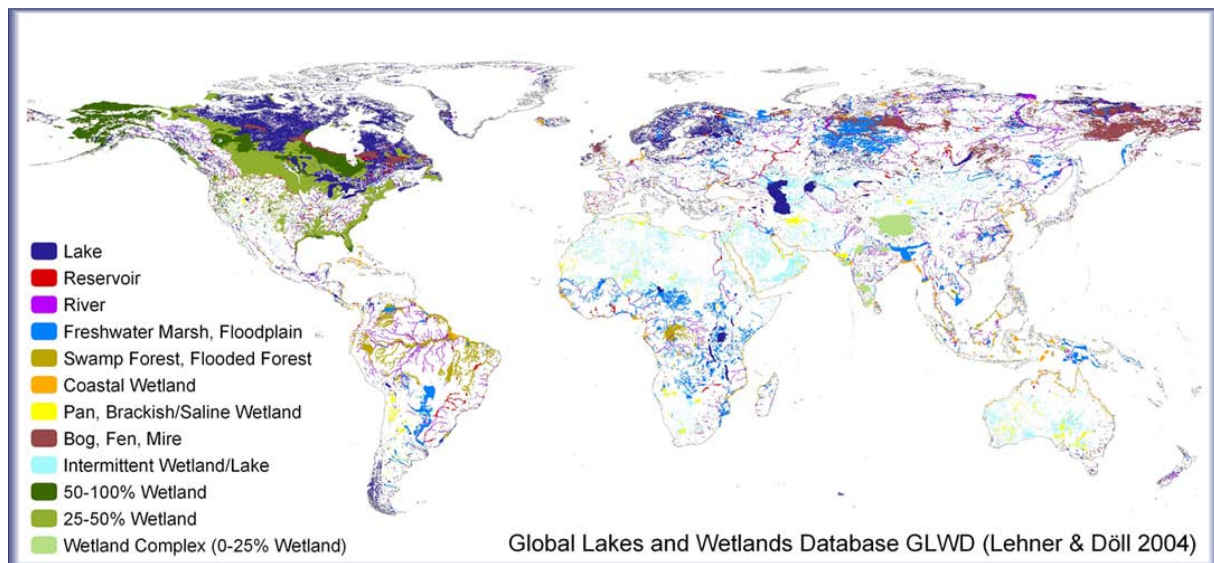 Lake
Reservoir
River
Freshwater Marsh, Floodplain
Swamp Forest, Flooded Forest
Coastal Wetland
Pan, Brackish/Saline Wetland
Bog, Fen, Mire
Intermittent Wetland/Lake
50-100% Wetland
25-50% Wetland
Wetland Complex (0-25% Wetland)
Global Lakes and Wetlands Database GLWD (Lehner & Döll 2004)